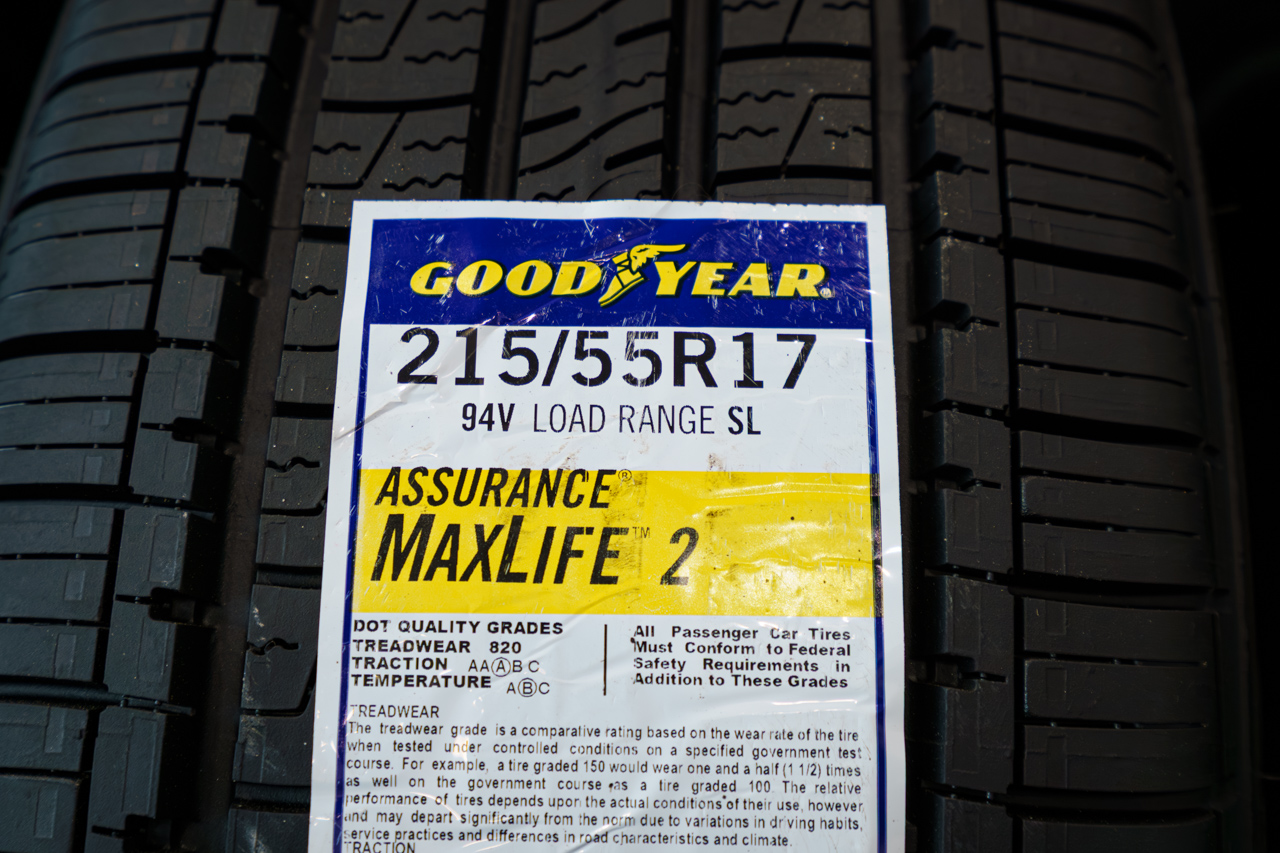 GOODYEAR®
215/55R17
94V LOAD RANGE SL
ASSURANCE®
MAXLIFE™ 2
DOT QUALITY GRADES
TREADWEAR 820
TRACTION AA Ⓐ B C
TEMPERATURE A Ⓑ C
All Passenger Car Tires
Must Conform to Federal
Safety Requirements in
Addition to These Grades
TREADWEAR
The treadwear grade is a comparative rating based on the wear rate of the tire
when tested under controlled conditions on a specified government test
course. For example, a tire graded 150 would wear one and a half (1 1/2) times
as well on the government course as a tire graded 100. The relative
performance of tires depends upon the actual conditions of their use, however
and may depart significantly from the norm due to variations in driving habits,
service practices and differences in road characteristics and climate.
TRACTION